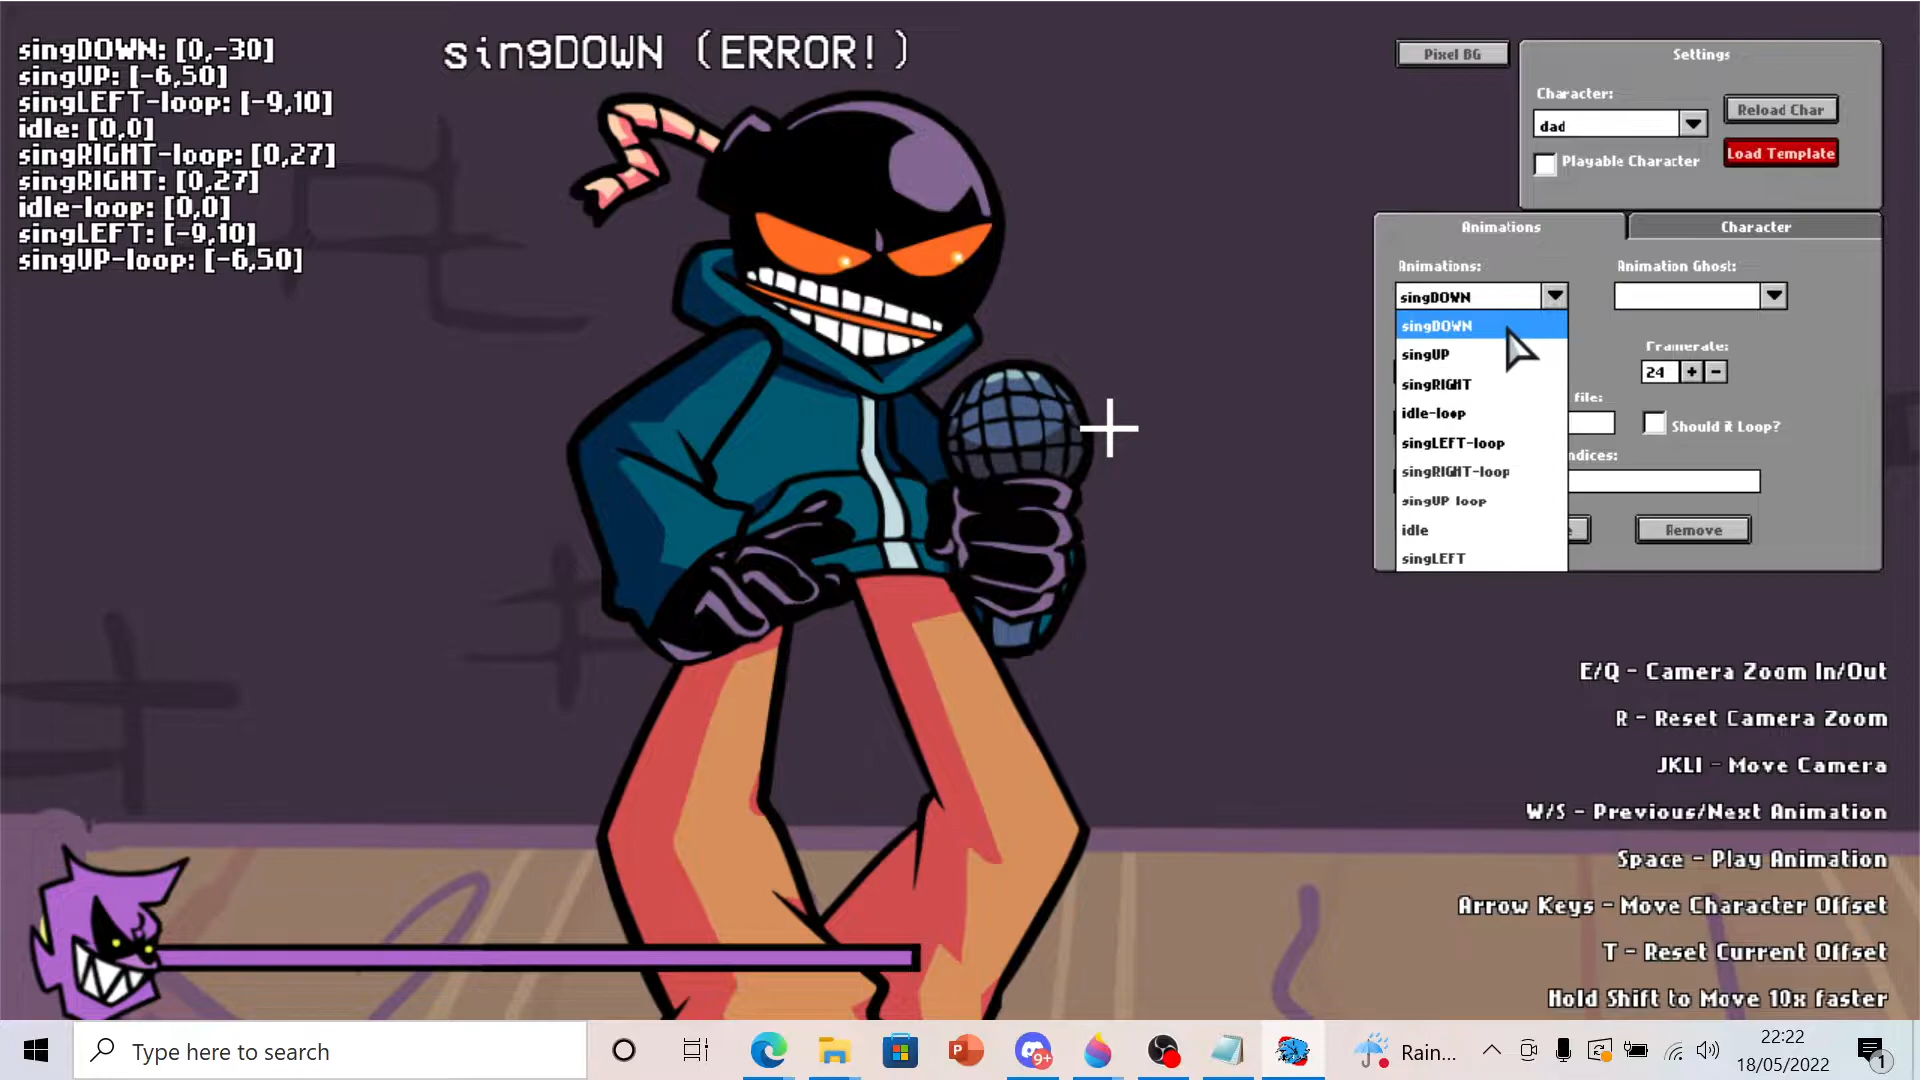 singDOWN: [0,-30]
singUP: [-6,50]
singLEFT-loop: [-9,10]
idle: [0,0]
singRIGHT-loop: [0,27]
singRIGHT: [0,27]
idle-loop: [0,0]
singLEFT: [-9,10]
singUP-loop: [-6,50]
singDOWN (ERROR!)
Pixel BG
Settings
Character:
dad
Reload Char
Playable Character
Load Template
Animations
Character
Animations:
Animation Ghost:
singDOWN
singDOWN
singUP
singRIGHT
idle-loop
singLEFT-loop
singRIGHT-loop
singUP loop
idle
singLEFT
Framerate:
24 + -
file:
Should it Loop?
ndices:
e
Remove
E/Q - Camera Zoom In/Out
R - Reset Camera Zoom
JKLI - Move Camera
W/S - Previous/Next Animation
Space - Play Animation
Arrow Keys - Move Character Offset
T - Reset Current Offset
Hold Shift to Move 10x faster
Type here to search
P
9+
Rain...
22:22
18/05/2022
1